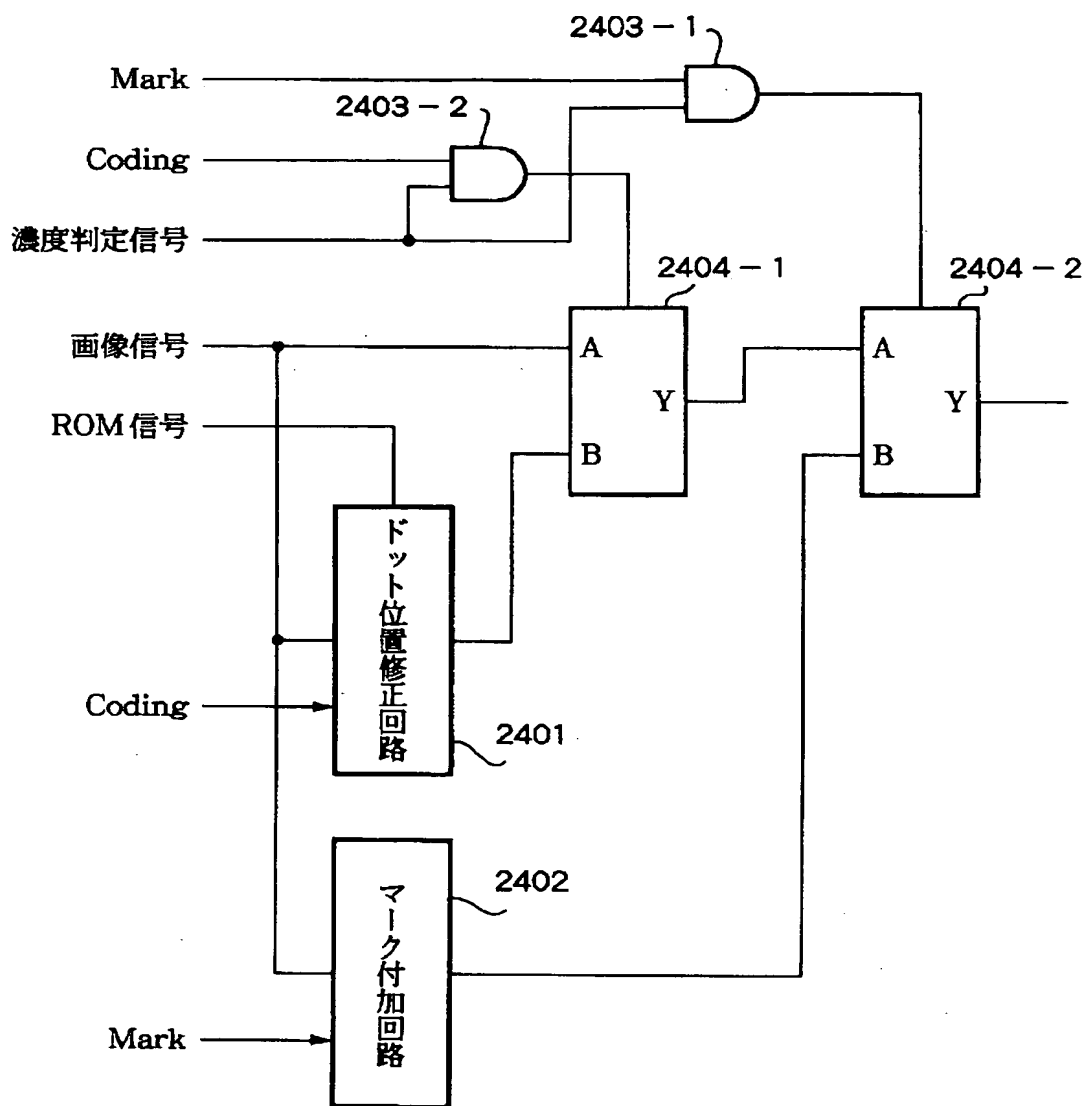 2403－1
Mark
2403－2
Coding
濃度判定信号
2404－1
2404－2
画像信号
A
A
Y
Y
ROM信号
B
B
ドット位置修正回路
Coding
2401
マーク付加回路
2402
Mark